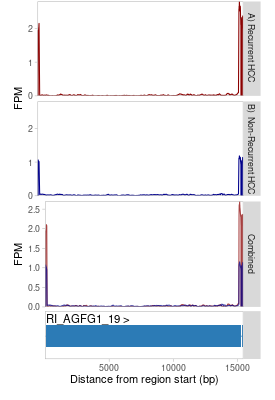 FPM
2
1
0
A) Recurrent HCC
2
1
0
B) Non-Recurrent HCC
FPM
2.5
2.0
1.5
1.0
0.5
0.0
Combined
RI_AGFG1_19 >
5000 10000 15000
Distance from region start (bp)